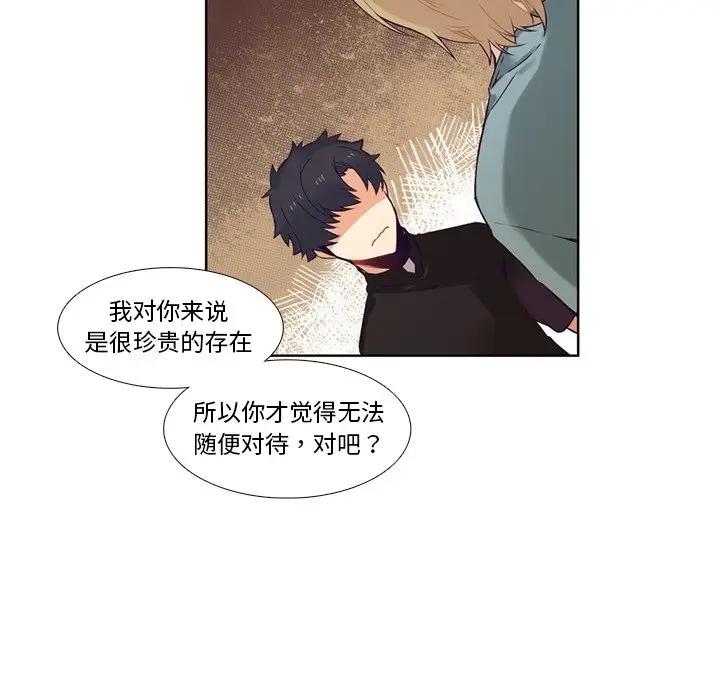 我对你来说
是很珍贵的存在
所以你才觉得无法
随便对待，对吧？